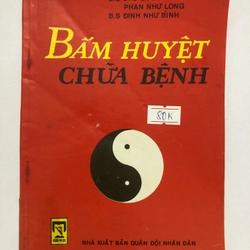 PHAN NHƯ LONG
B.S ĐINH NHƯ BÌNH
BẤM HUYỆT
CHỮA BỆNH
80K
NHÀ XUẤT BẢN QUÂN ĐỘI NHÂN DÂN